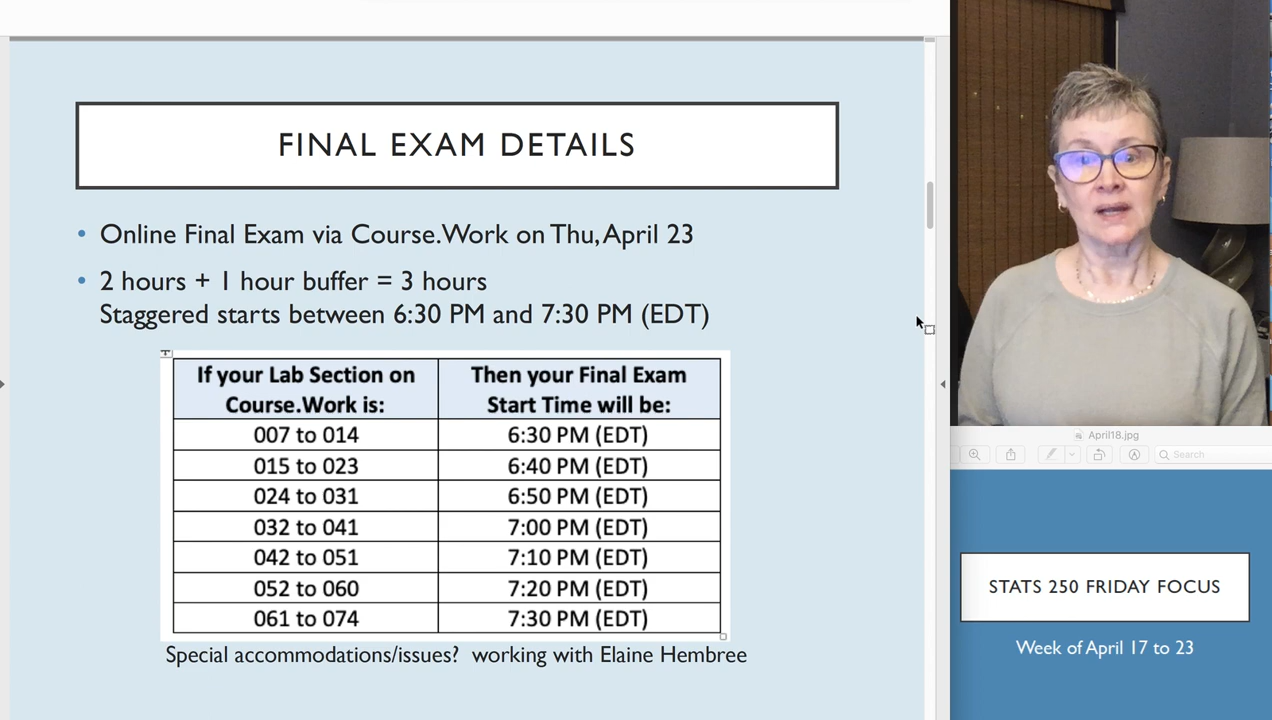 FINAL EXAM DETAILS
• Online Final Exam via Course.Work on Thu, April 23
• 2 hours + 1 hour buffer = 3 hours
Staggered starts between 6:30 PM and 7:30 PM (EDT)
If your Lab Section on Course.Work is: Then your Final Exam Start Time will be:
007 to 014 6:30 PM (EDT)
015 to 023 6:40 PM (EDT)
024 to 031 6:50 PM (EDT)
032 to 041 7:00 PM (EDT)
042 to 051 7:10 PM (EDT)
052 to 060 7:20 PM (EDT)
061 to 074 7:30 PM (EDT)
Special accommodations/issues? working with Elaine Hembree
April18.jpg
Search
STATS 250 FRIDAY FOCUS
Week of April 17 to 23